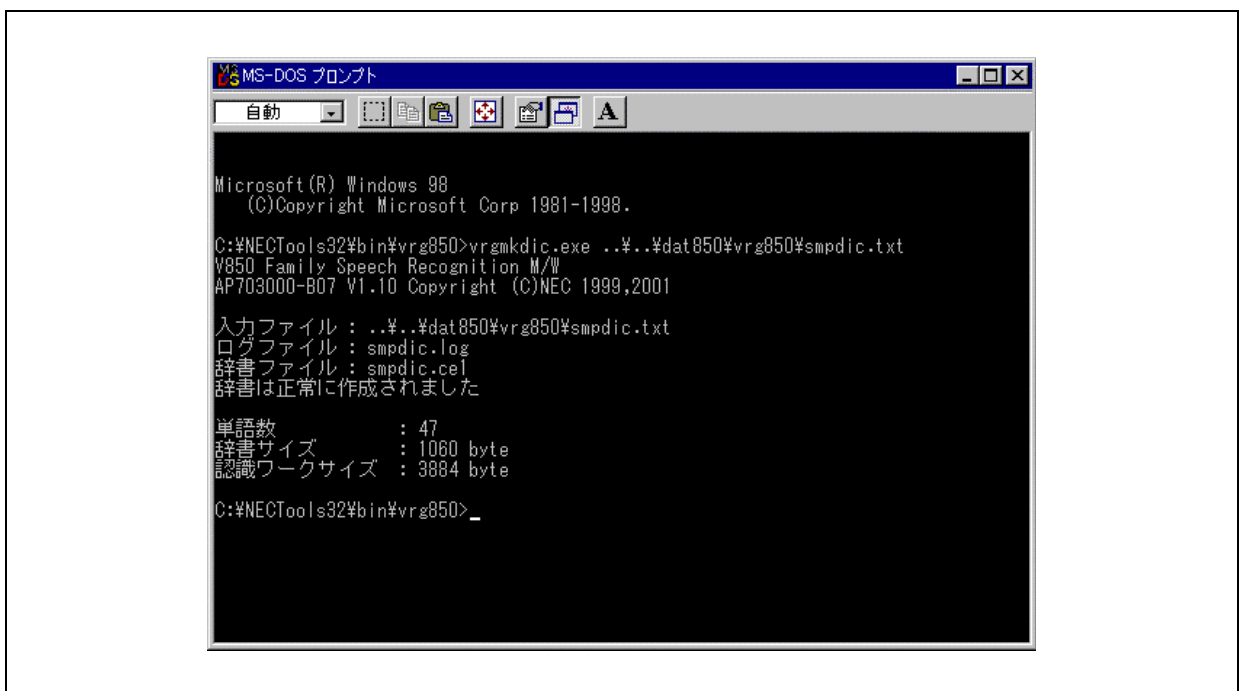 MS-DOS プロンプト
自動
A
Microsoft(R) Windows 98
(C)Copyright Microsoft Corp 1981-1998.
C:¥NECTools32¥bin¥vrg850>vrgmkdic.exe ..¥..¥dat850¥vrg850¥smpdic.txt
V850 Family Speech Recognition M/W
AP703000-B07 V1.10 Copyright (C)NEC 1999,2001
入力ファイル : ..¥..¥dat850¥vrg850¥smpdic.txt
ログファイル : smpdic.log
辞書ファイル : smpdic.cel
辞書は正常に作成されました
単語数 : 47
辞書サイズ : 1060 byte
認識ワークサイズ : 3884 byte
C:¥NECTools32¥bin¥vrg850>_